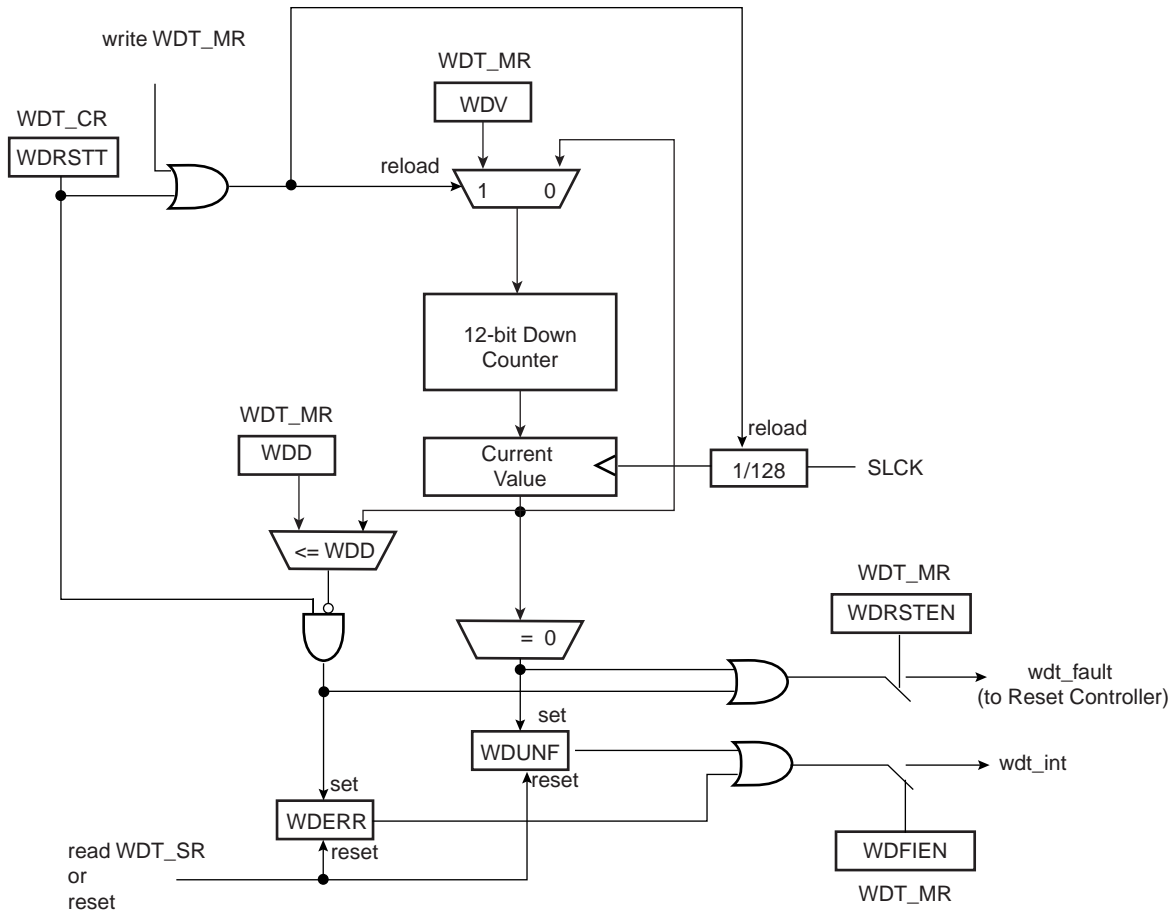 write WDT_MR
WDT_MR
WDV
WDT_CR
WDRSTT
reload
1 0
12-bit Down
Counter
WDT_MR
WDD
reload
Current
Value
1/128
SLCK
<= WDD
WDT_MR
WDRSTEN
= 0
wdt_fault
(to Reset Controller)
set
WDUNF
reset
wdt_int
set
WDERR
reset
read WDT_SR
or
reset
WDFIEN
WDT_MR